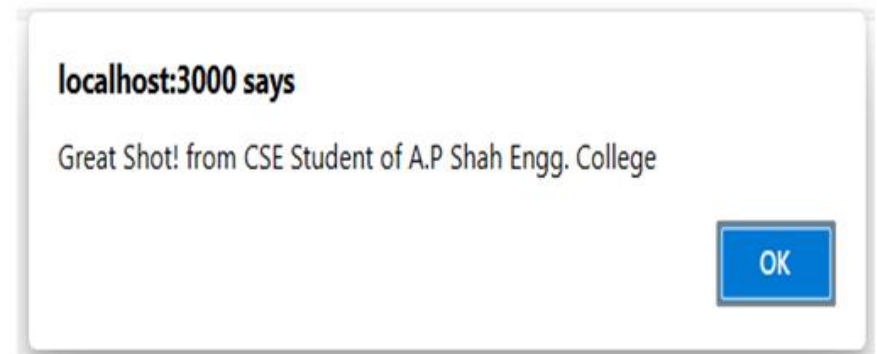 localhost:3000 says
Great Shot! from CSE Student of A.P Shah Engg. College
OK